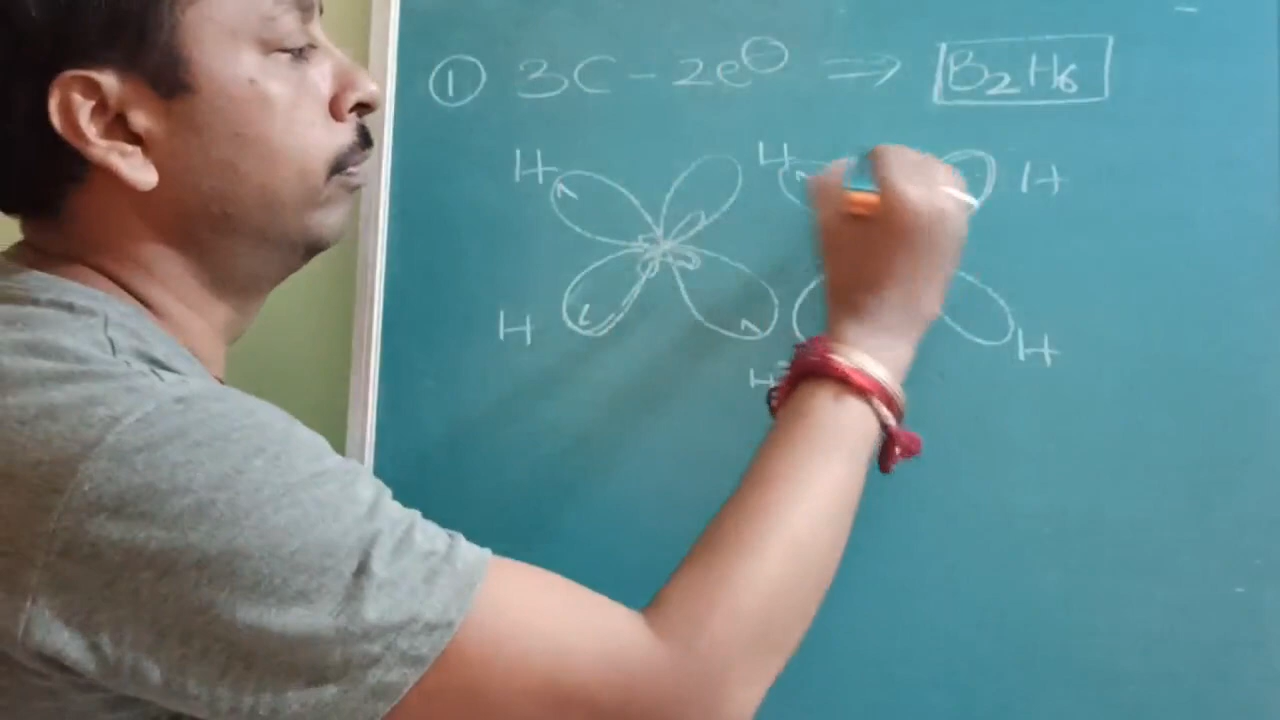 ① 3C-2e⊖ ⇒ B₂H₆
H H H
H H
H